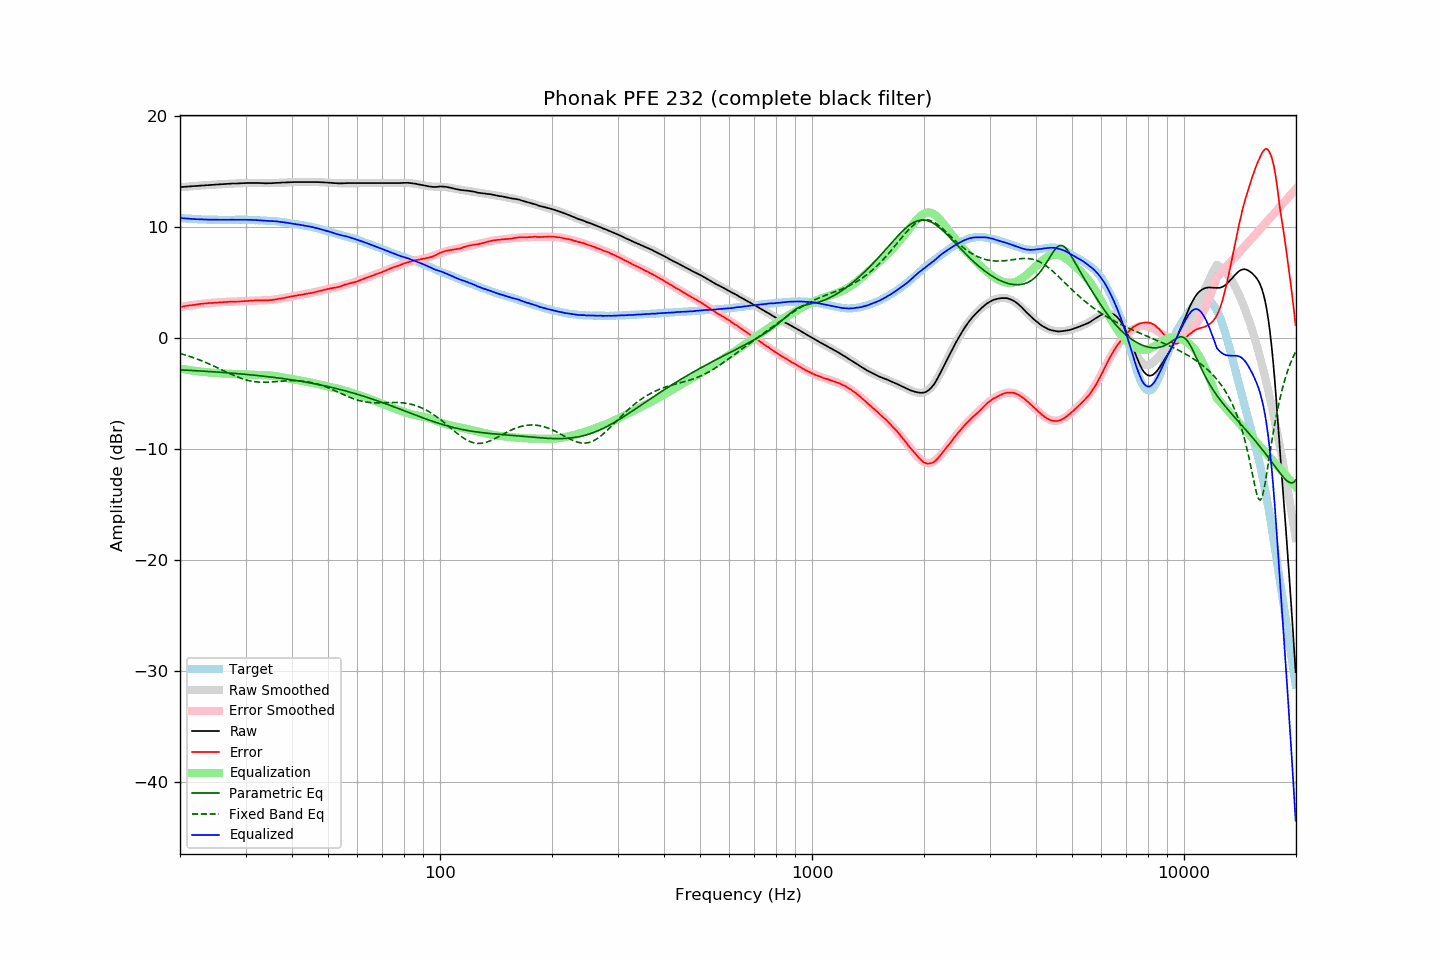 Phonak PFE 232 (complete black filter)
20
10
0
−10
−20
−30
−40
Amplitude (dBr)
Target
Raw Smoothed
Error Smoothed
Raw
Error
Equalization
Parametric Eq
Fixed Band Eq
Equalized
100
1000
10000
Frequency (Hz)